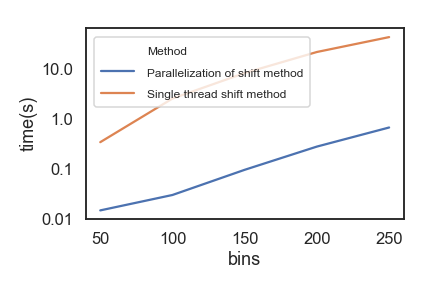 Method
Parallelization of shift method
Single thread shift method
10.0
1.0
0.1
0.01
time(s)
50 100 150 200 250
bins